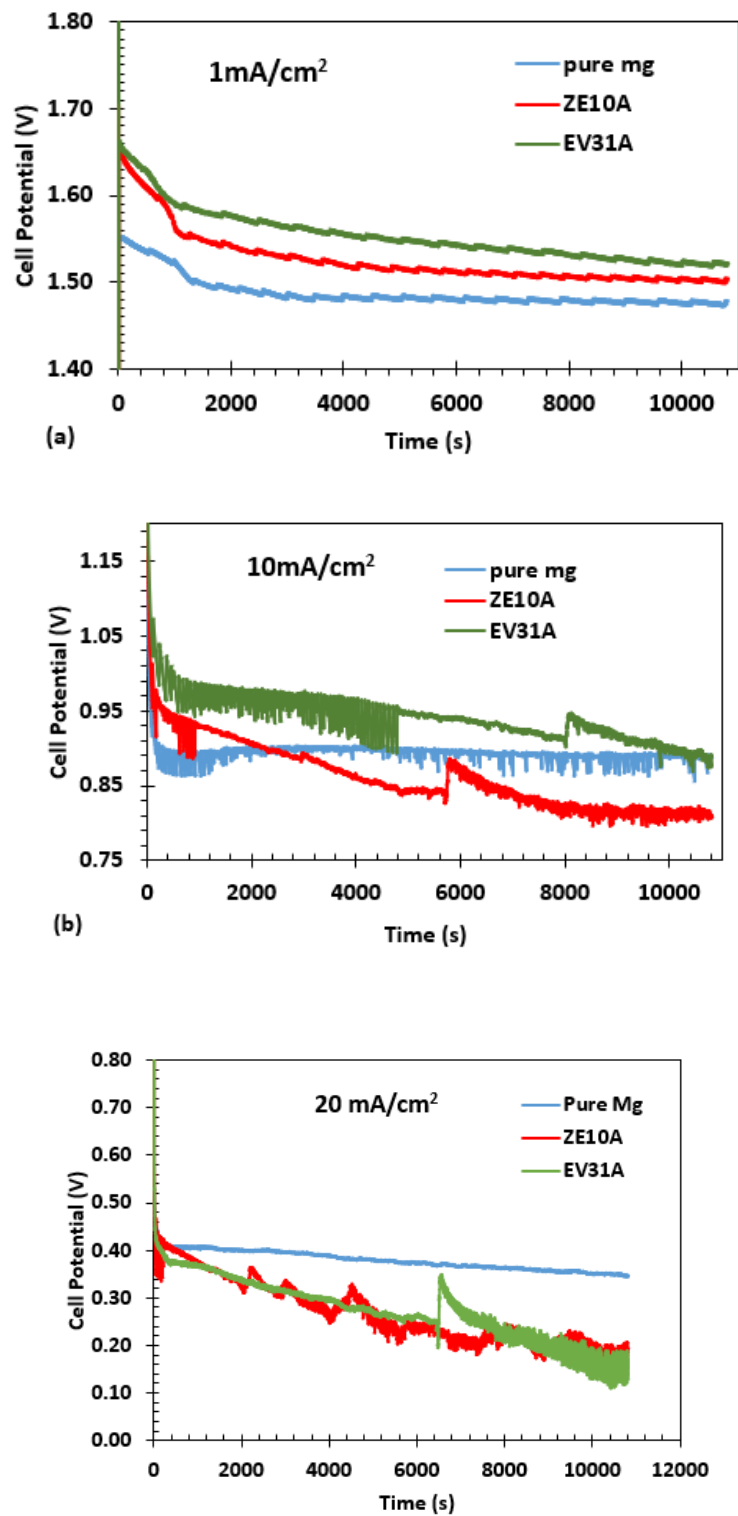 1.80
1mA/cm²
pure mg
ZE10A
EV31A
1.70
1.60
1.50
1.40
Cell Potential (V)
0 2000 4000 6000 8000 10000
(a)
Time (s)
10mA/cm²
pure mg
ZE10A
EV31A
1.15
1.05
0.95
0.85
0.75
Cell Potential (V)
0 2000 4000 6000 8000 10000
(b)
Time (s)
0.80
20 mA/cm²
Pure Mg
ZE10A
EV31A
0.70
0.60
0.50
0.40
0.30
0.20
0.10
0.00
Cell Potential (V)
0 2000 4000 6000 8000 10000 12000
Time (s)